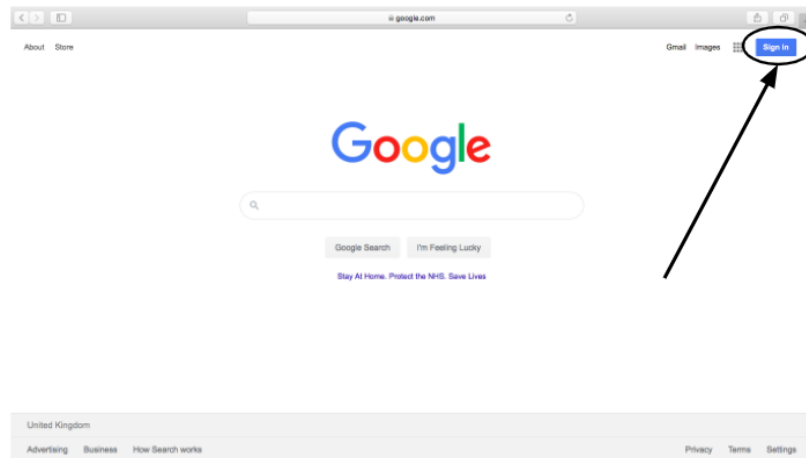 google.com
About Store Gmail Images Sign in
Google
Google Search I'm Feeling Lucky
Stay At Home. Protect the NHS. Save Lives
United Kingdom
Advertising Business How Search works Privacy Terms Settings